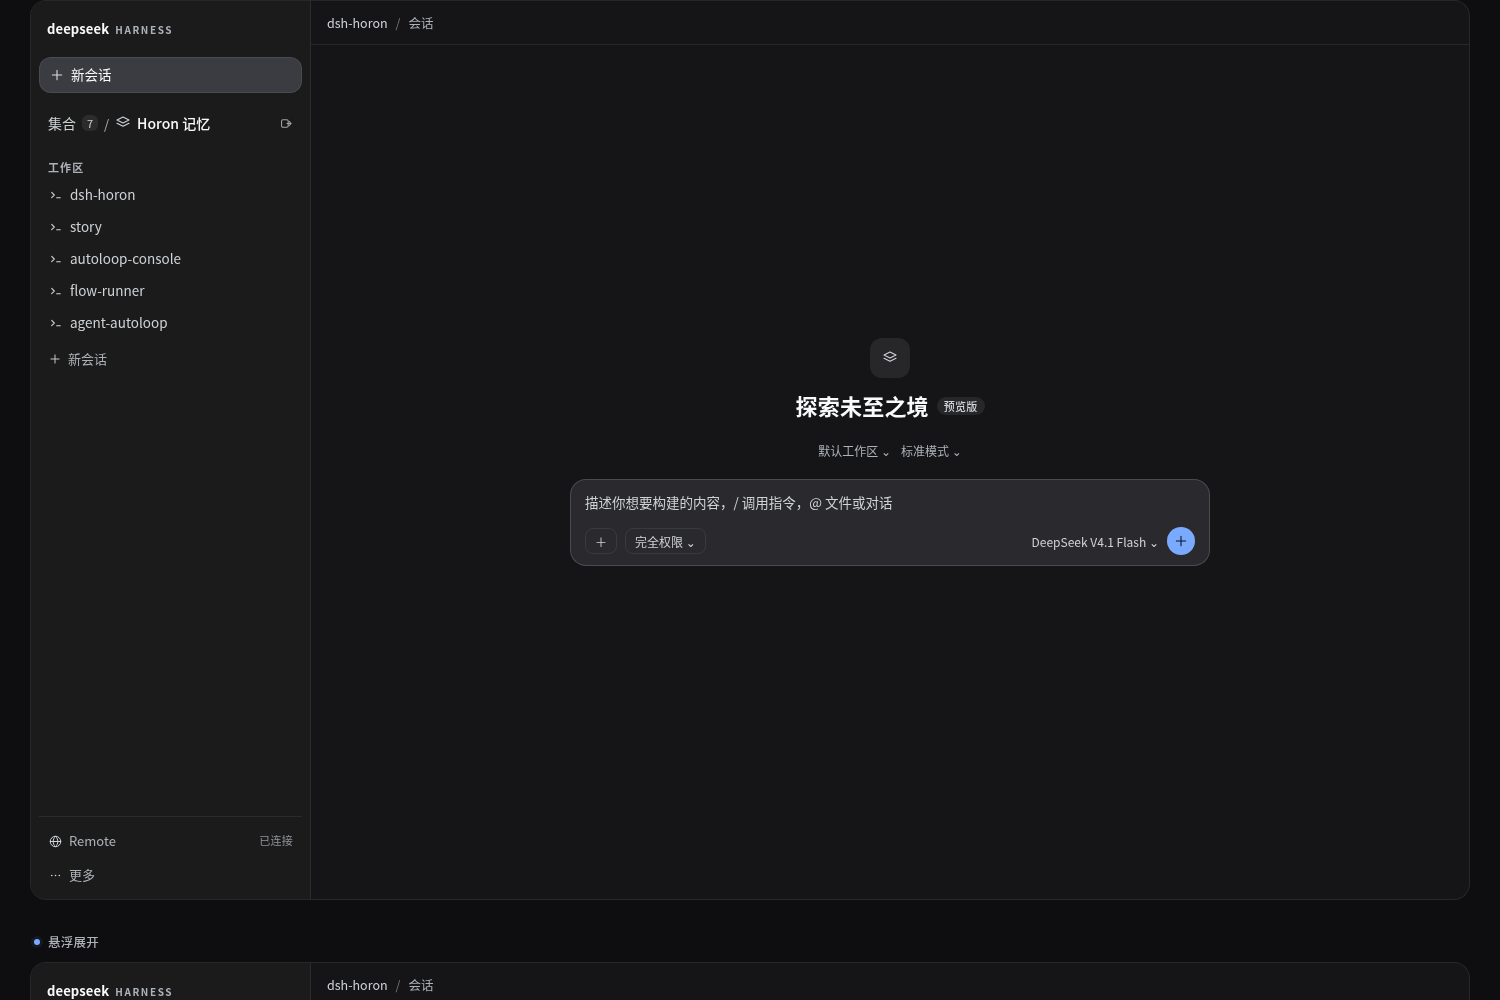 deepseek HARNESS
新会话
集合 7 / Horon 记忆
工作区
dsh-horon
story
autoloop-console
flow-runner
agent-autoloop
新会话
Remote 已连接
更多
dsh-horon / 会话
探索未至之境 预览版
默认工作区 标准模式
描述你想要构建的内容，/ 调用指令，@ 文件或对话
完全权限 DeepSeek V4.1 Flash
悬浮展开
deepseek HARNESS
dsh-horon / 会话